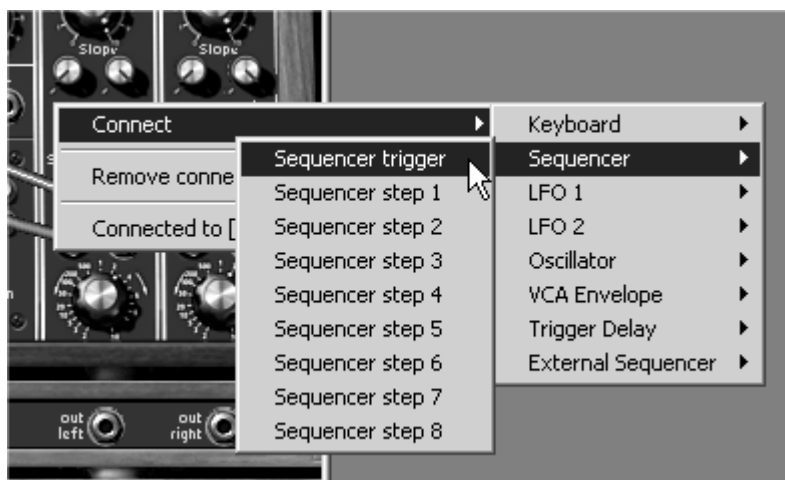 Slope
Slope
Connect
Remove conne
Connected to [
Sequencer trigger
Sequencer step 1
Sequencer step 2
Sequencer step 3
Sequencer step 4
Sequencer step 5
Sequencer step 6
Sequencer step 7
Sequencer step 8
Keyboard
Sequencer
LFO 1
LFO 2
Oscillator
VCA Envelope
Trigger Delay
External Sequencer
out left
out right